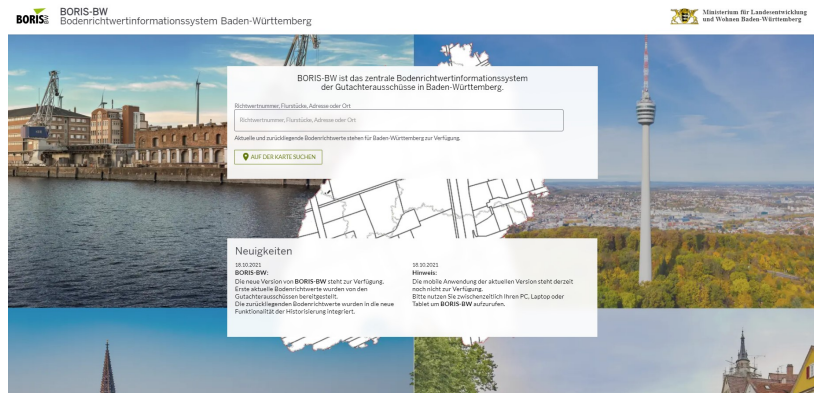 BORIS
BW
BORIS-BW
Bodenrichtwertinformationssystem Baden-Württemberg
Ministerium für Landesentwicklung
und Wohnen Baden-Württemberg
BORIS-BW ist das zentrale Bodenrichtwertinformationssystem
der Gutachterausschüsse in Baden-Württemberg.
Richtwertnummer, Flurstücke, Adresse oder Ort
Richtwertnummer, Flurstücke, Adresse oder Ort
Aktuelle und zurückliegende Bodenrichtwerte stehen für Baden-Württemberg zur Verfügung.
AUF DER KARTE SUCHEN
Neuigkeiten
18.10.2021
BORIS-BW:
Die neue Version von BORIS-BW steht zur Verfügung.
Erste aktuelle Bodenrichtwerte wurden von den
Gutachterausschüssen bereitgestellt.
Die zurückliegenden Bodenrichtwerte wurden in die neue
Funktionalität der Historisierung integriert.
18.10.2021
Hinweis:
Die mobile Anwendung der aktuellen Version steht derzeit
noch nicht zur Verfügung.
Bitte nutzen Sie zwischenzeitlich Ihren PC, Laptop oder
Tablet um BORIS-BW aufzurufen.